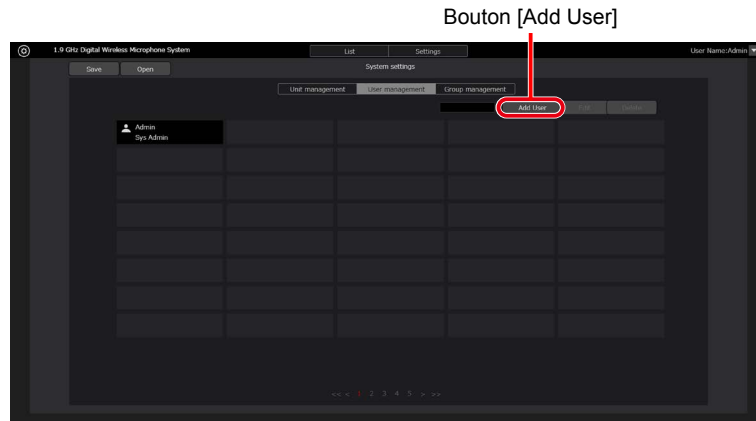 Bouton [Add User]
1.9 GHz Digital Wireless Microphone System
List
Settings
User Name:Admin
Save
Open
System settings
Unit management
User management
Group management
Add User
Edit
Delete
Admin
Sys Admin
<< < 1 2 3 4 5 > >>